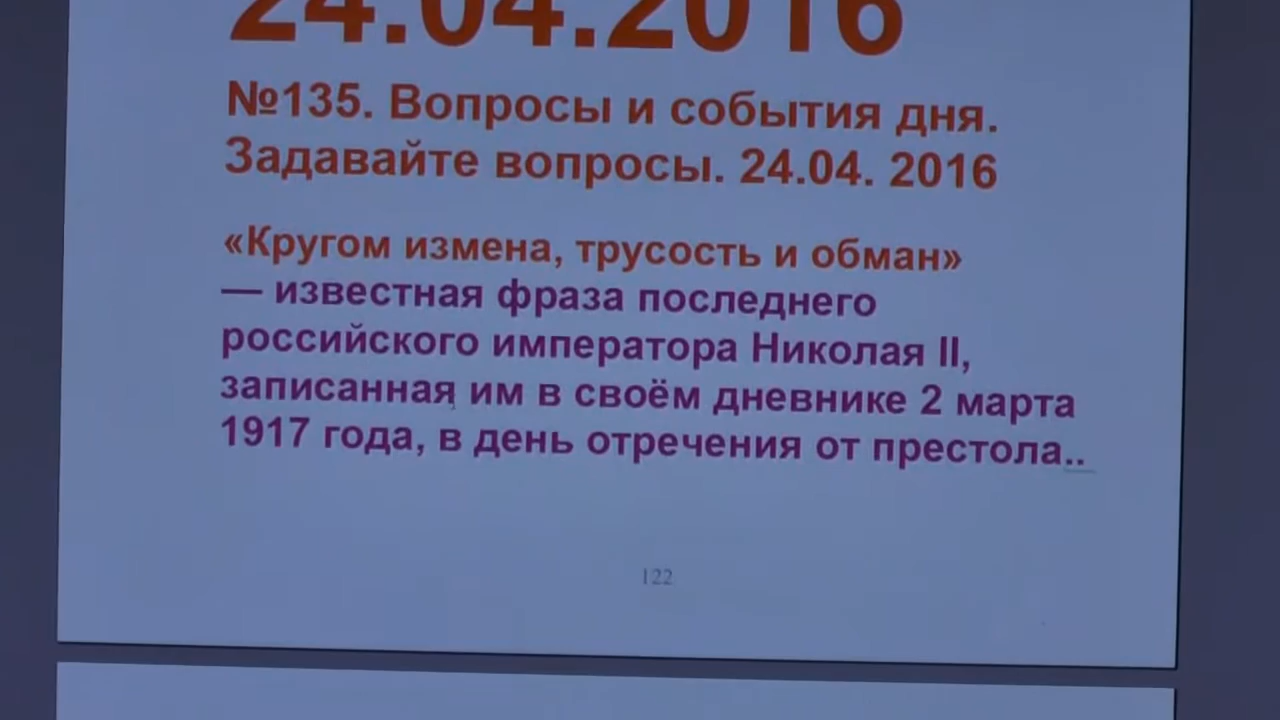 24.04.2016
№135. Вопросы и события дня.
Задавайте вопросы. 24.04. 2016
«Кругом измена, трусость и обман»
— известная фраза последнего
российского императора Николая II,
записанная им в своём дневнике 2 марта
1917 года, в день отречения от престола..
122